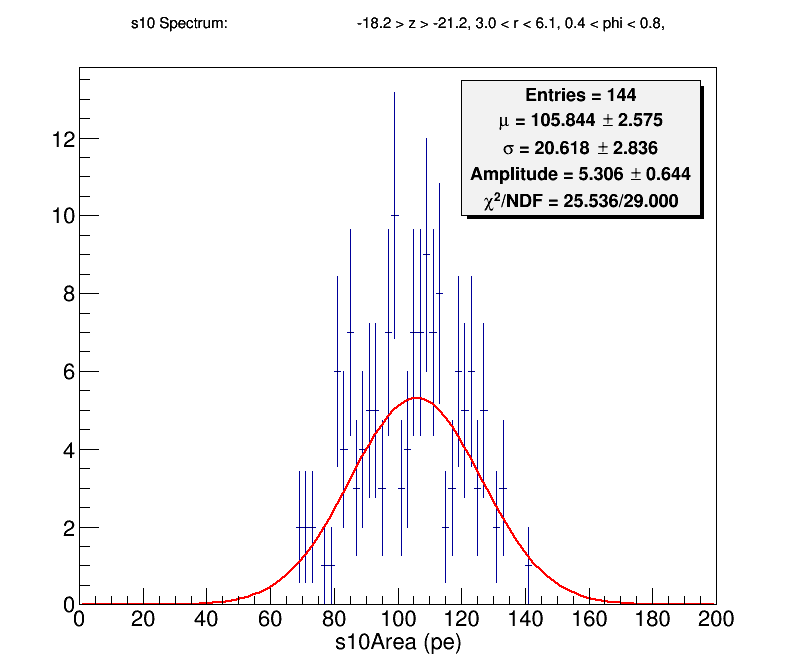 s10 Spectrum: -18.2 > z > -21.2, 3.0 < r < 6.1, 0.4 < phi < 0.8,
Entries = 144
μ = 105.844 ± 2.575
σ = 20.618 ± 2.836
Amplitude = 5.306 ± 0.644
χ²/NDF = 25.536/29.000
12
10
8
6
4
2
0
0 20 40 60 80 100 120 140 160 180 200
s10Area (pe)